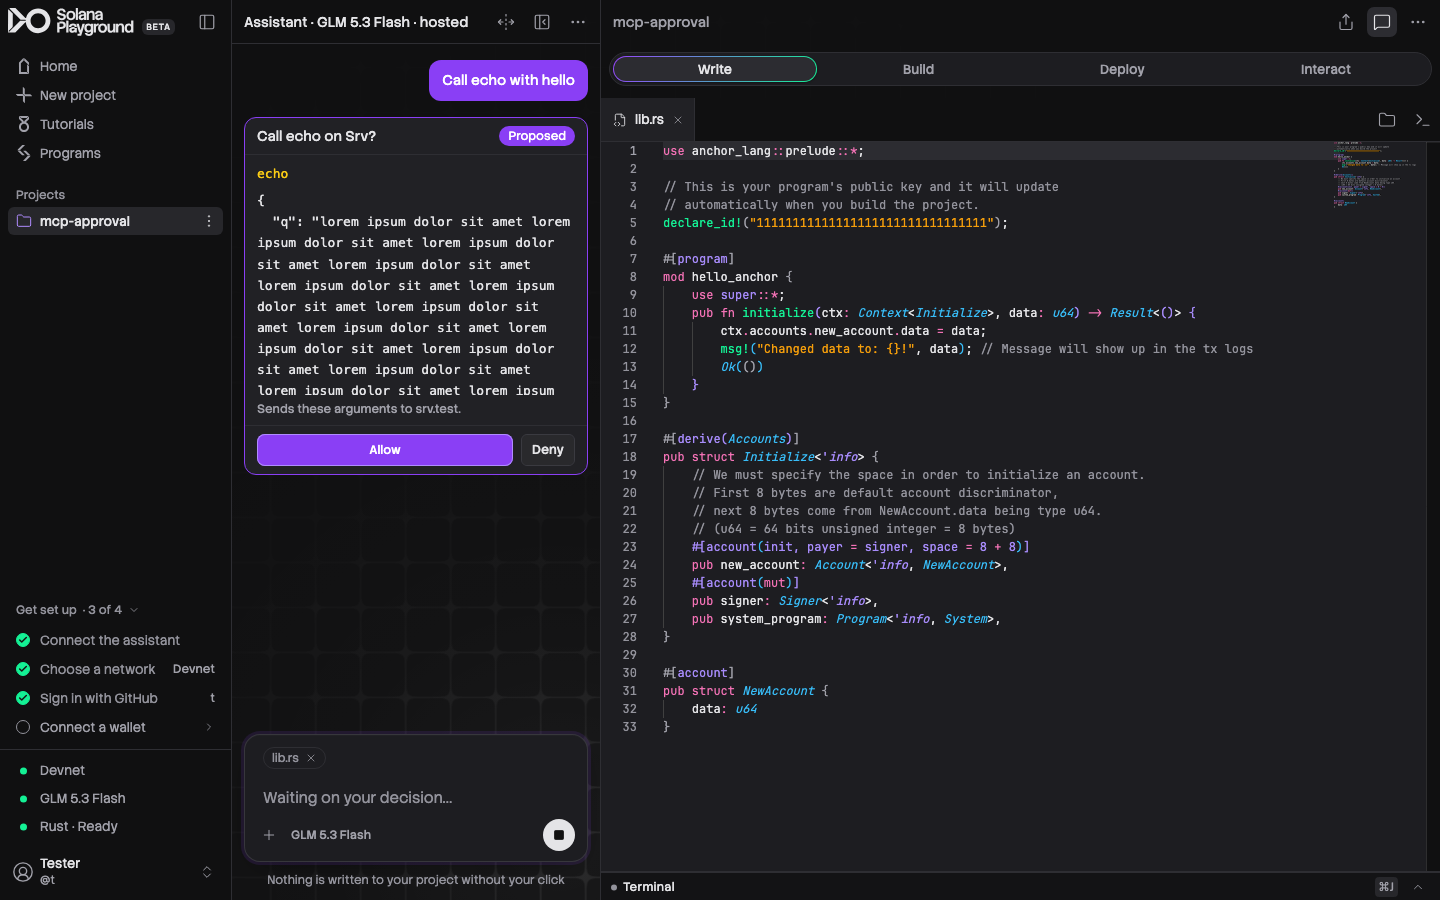 Solana
Playground
BETA
Home
New project
Tutorials
Programs
Projects
mcp-approval
Get set up · 3 of 4
Connect the assistant
Choose a network Devnet
Sign in with GitHub t
Connect a wallet
Devnet
GLM 5.3 Flash
Rust · Ready
Tester
@t
Assistant · GLM 5.3 Flash · hosted
Call echo with hello
Call echo on Srv? Proposed
echo
{
"q": "lorem ipsum dolor sit amet lorem
ipsum dolor sit amet lorem ipsum dolor
sit amet lorem ipsum dolor sit amet
lorem ipsum dolor sit amet lorem ipsum
dolor sit amet lorem ipsum dolor sit
amet lorem ipsum dolor sit amet lorem
ipsum dolor sit amet lorem ipsum dolor
sit amet lorem ipsum dolor sit amet
lorem ipsum dolor sit amet lorem ipsum
Sends these arguments to srv.test.
Allow Deny
lib.rs
Waiting on your decision...
GLM 5.3 Flash
Nothing is written to your project without your click
mcp-approval
Write Build Deploy Interact
lib.rs
1 use anchor_lang::prelude::*;
2
3 // This is your program's public key and it will update
4 // automatically when you build the project.
5 declare_id!("11111111111111111111111111111111");
6
7 #[program]
8 mod hello_anchor {
9 use super::*;
10 pub fn initialize(ctx: Context<Initialize>, data: u64) -> Result<()> {
11 ctx.accounts.new_account.data = data;
12 msg!("Changed data to: {}!", data); // Message will show up in the tx logs
13 Ok(())
14 }
15 }
16
17 #[derive(Accounts)]
18 pub struct Initialize<'info> {
19 // We must specify the space in order to initialize an account.
20 // First 8 bytes are default account discriminator,
21 // next 8 bytes come from NewAccount.data being type u64.
22 // (u64 = 64 bits unsigned integer = 8 bytes)
23 #[account(init, payer = signer, space = 8 + 8)]
24 pub new_account: Account<'info, NewAccount>,
25 #[account(mut)]
26 pub signer: Signer<'info>,
27 pub system_program: Program<'info, System>,
28 }
29
30 #[account]
31 pub struct NewAccount {
32 data: u64
33 }
Terminal ⌘J